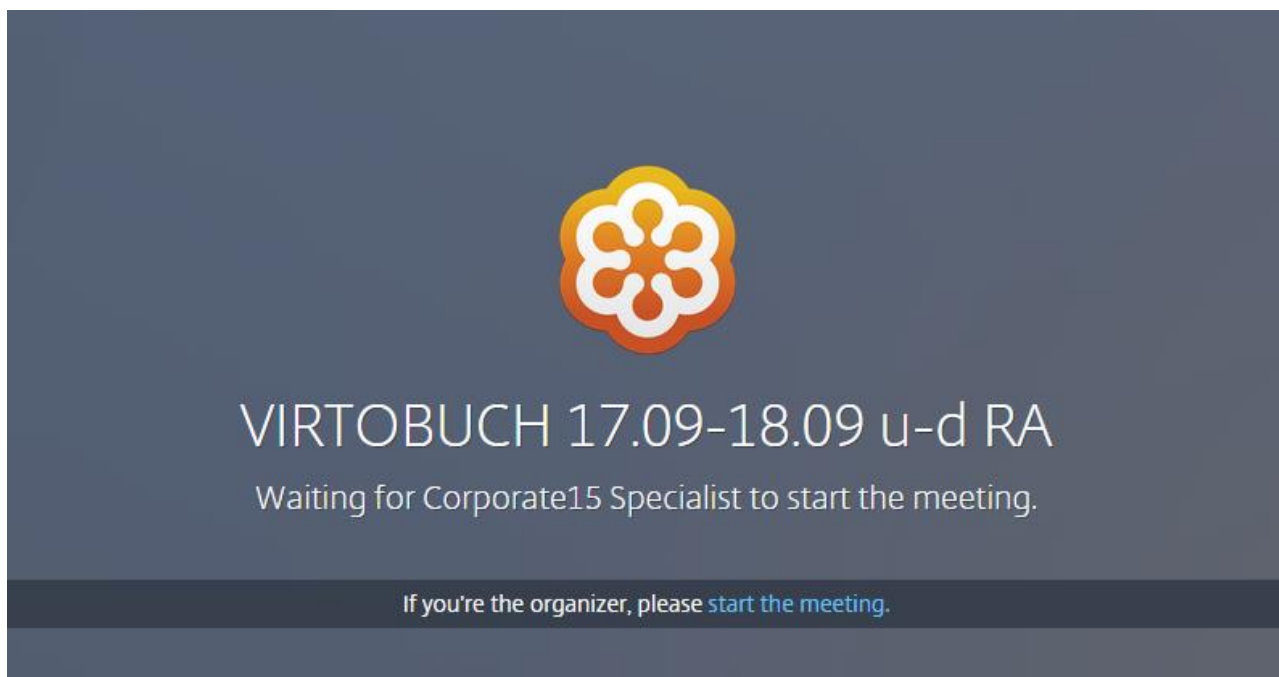 VIRTOBUCH 17.09-18.09 u-d RA
Waiting for Corporate15 Specialist to start the meeting.
If you're the organizer, please start the meeting.